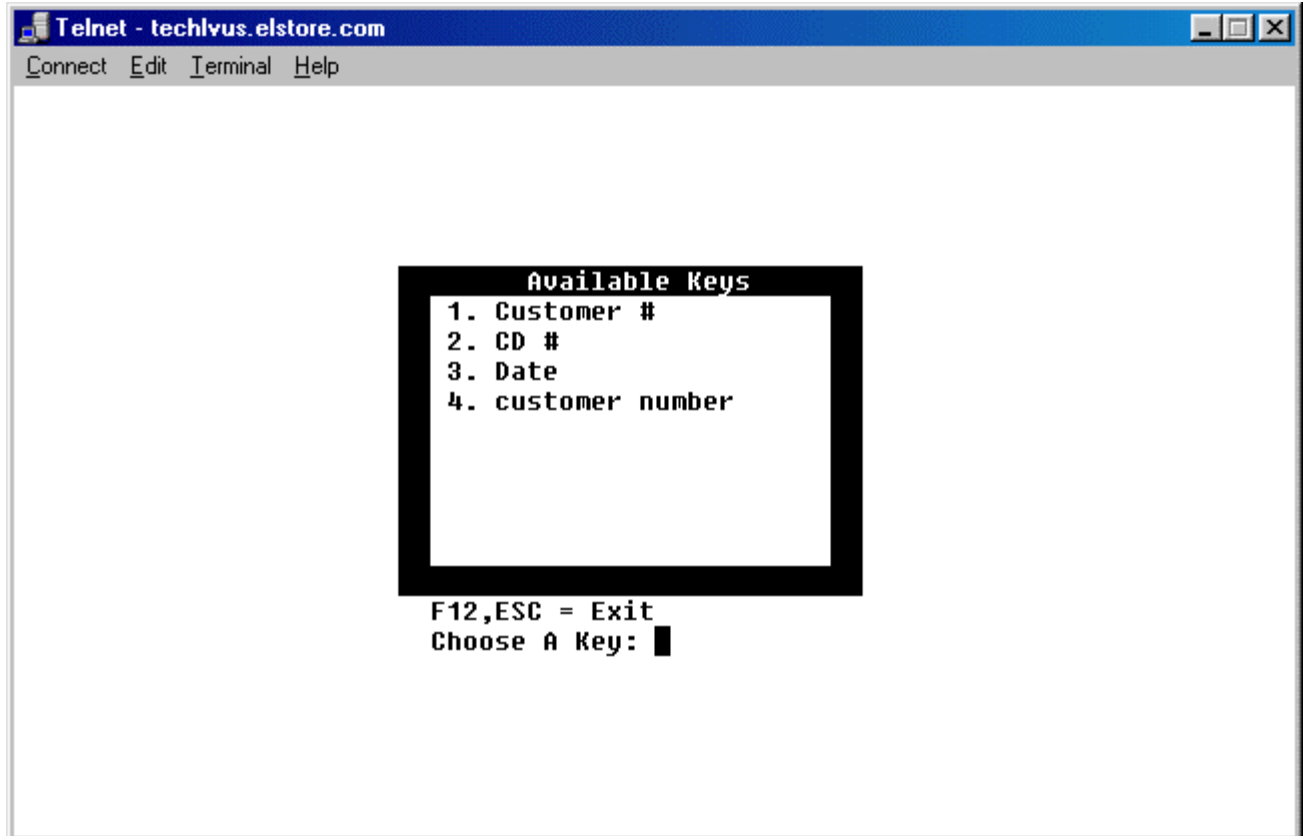 Telnet - techlvus.elstore.com
Connect Edit Terminal Help
Available Keys
1. Customer #
2. CD #
3. Date
4. customer number
F12,ESC = Exit
Choose A Key: